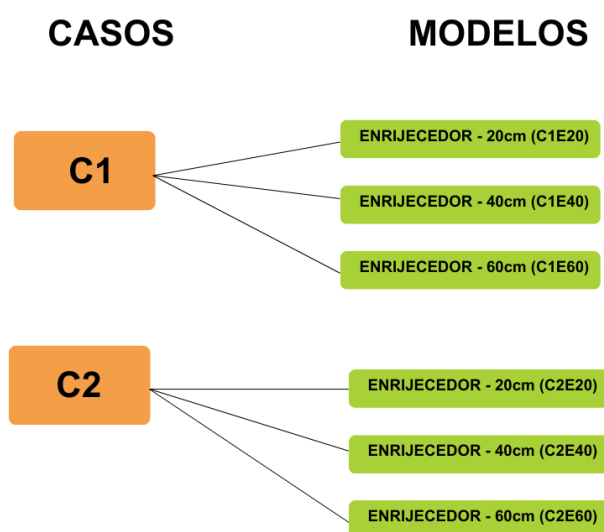 CASOS
MODELOS
C1
ENRIJECEDOR - 20cm (C1E20)
ENRIJECEDOR - 40cm (C1E40)
ENRIJECEDOR - 60cm (C1E60)
C2
ENRIJECEDOR - 20cm (C2E20)
ENRIJECEDOR - 40cm (C2E40)
ENRIJECEDOR - 60cm (C2E60)